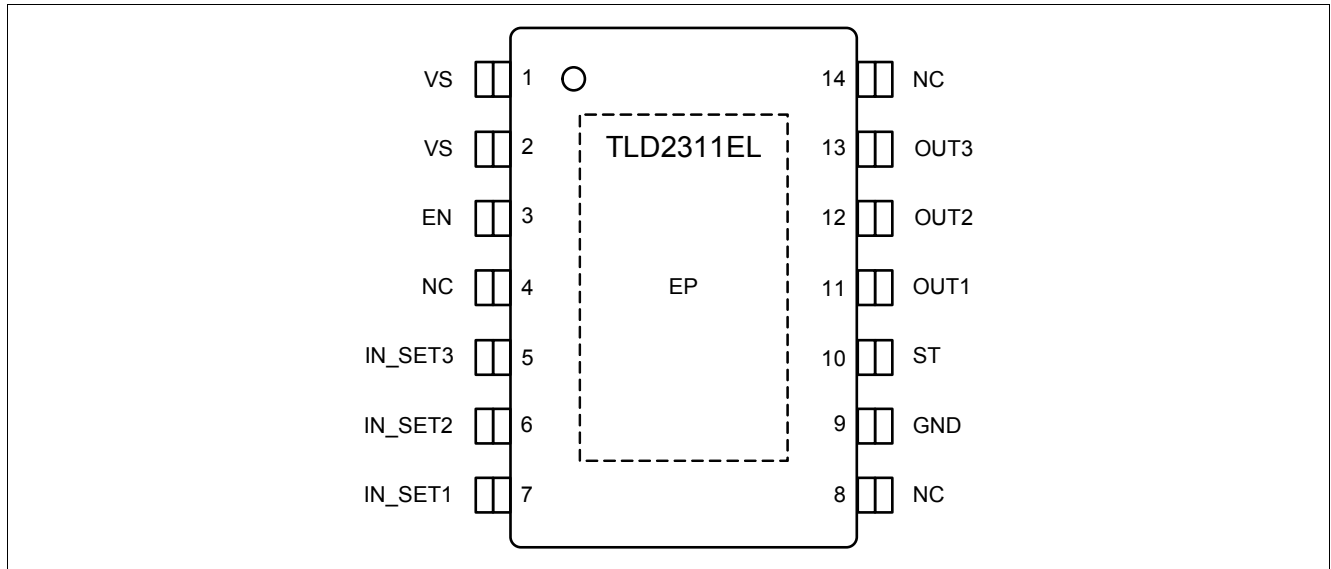 VS 1 14 NC
VS 2 TLD2311EL 13 OUT3
EN 3 12 OUT2
NC 4 EP 11 OUT1
IN_SET3 5 10 ST
IN_SET2 6 9 GND
IN_SET1 7 8 NC